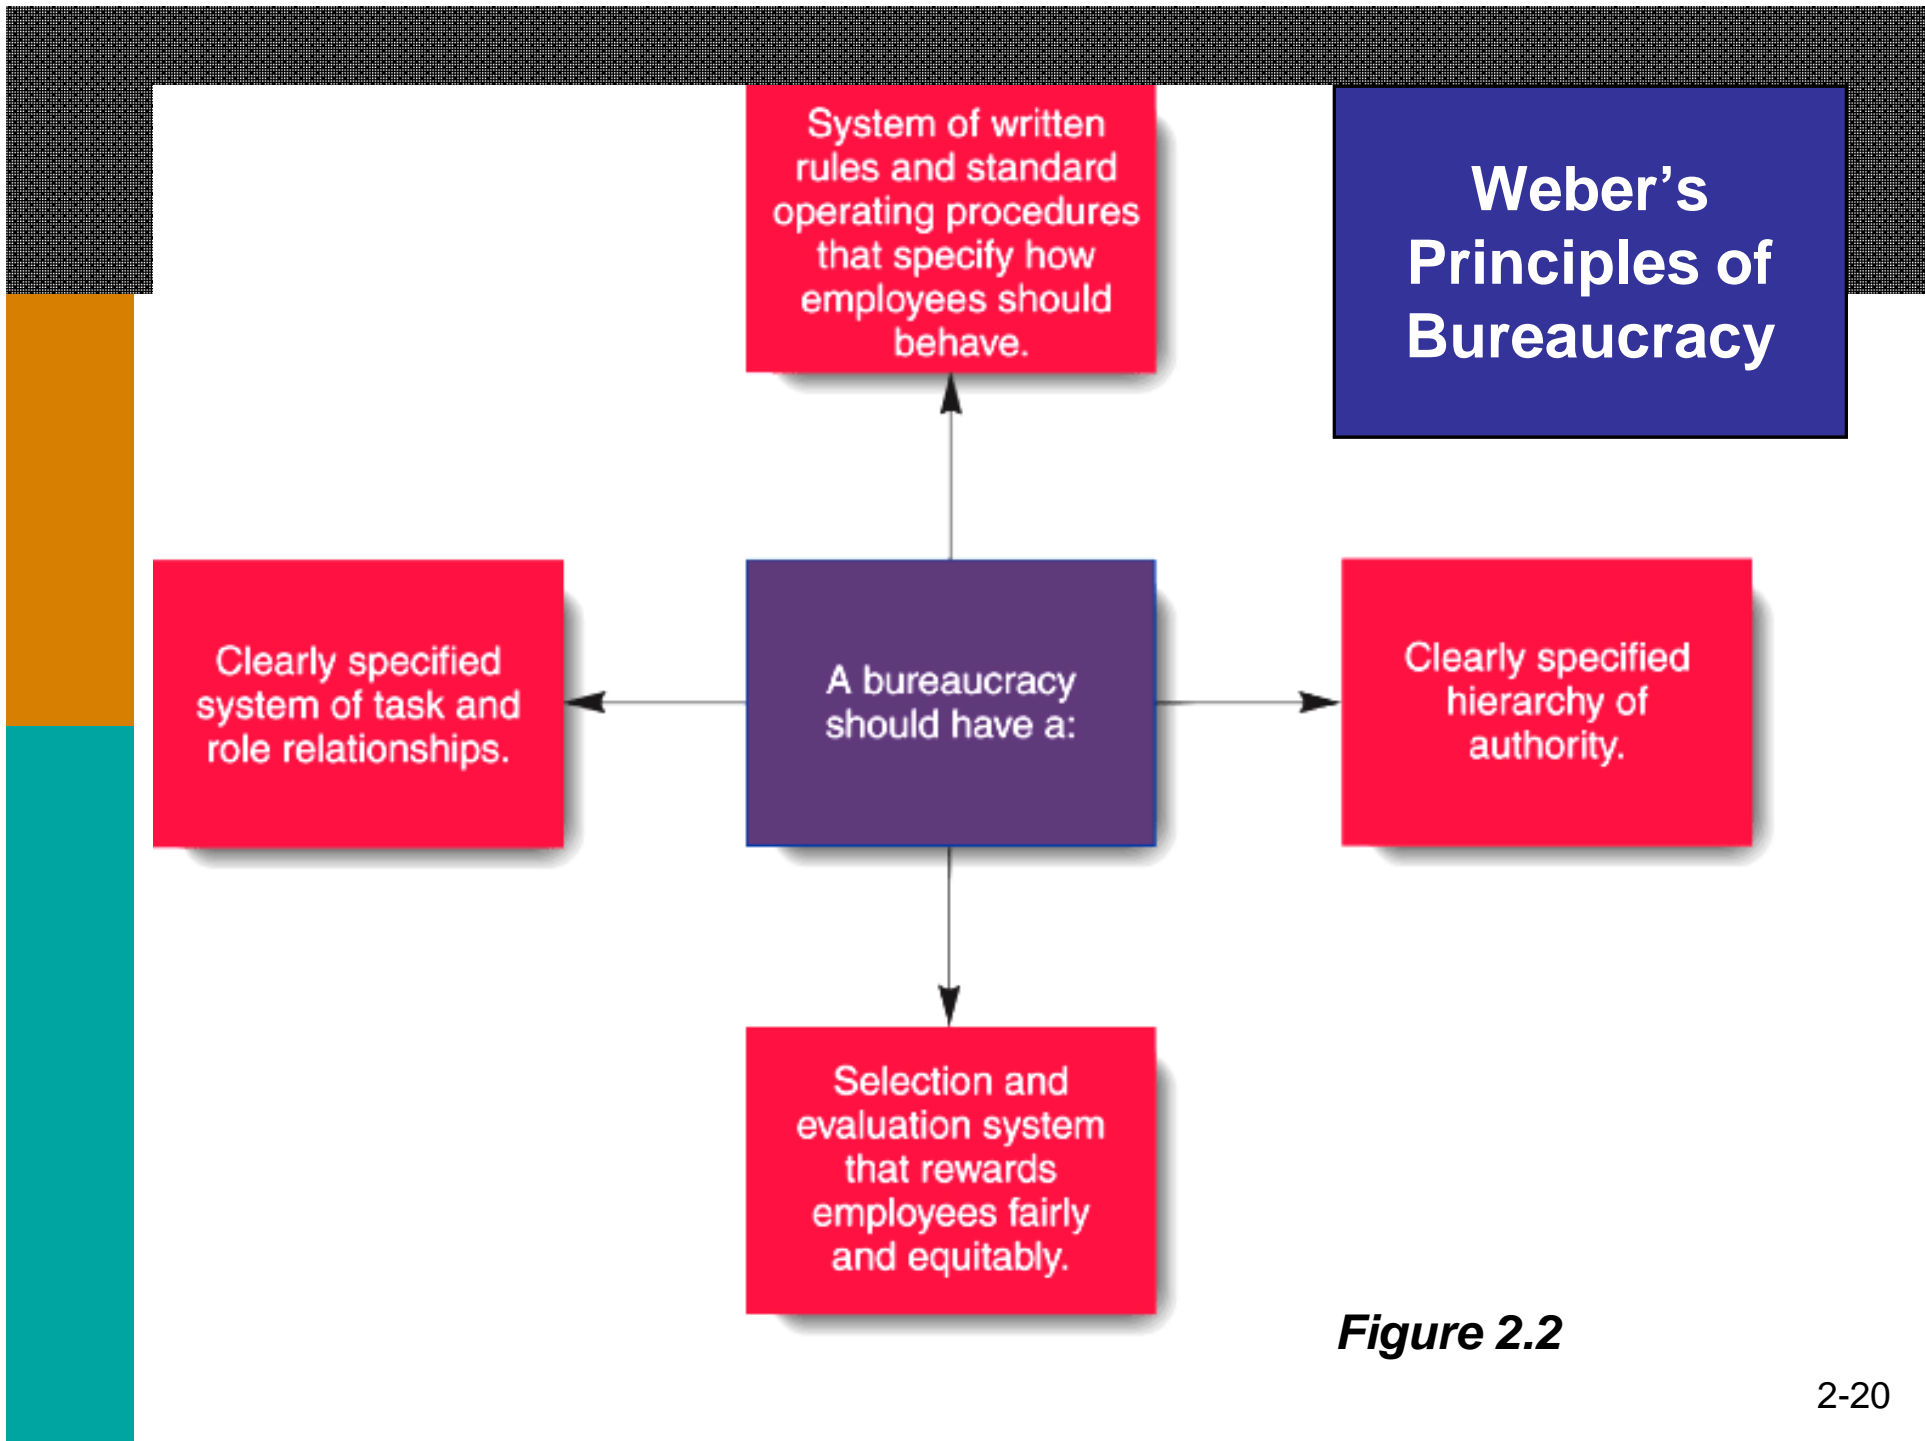 System of written
rules and standard
operating procedures
that specify how
employees should
behave.
Weber’s
Principles of
Bureaucracy
Clearly specified
system of task and
role relationships.
A bureaucracy
should have a:
Clearly specified
hierarchy of
authority.
Selection and
evaluation system
that rewards
employees fairly
and equitably.
Figure 2.2
2-20